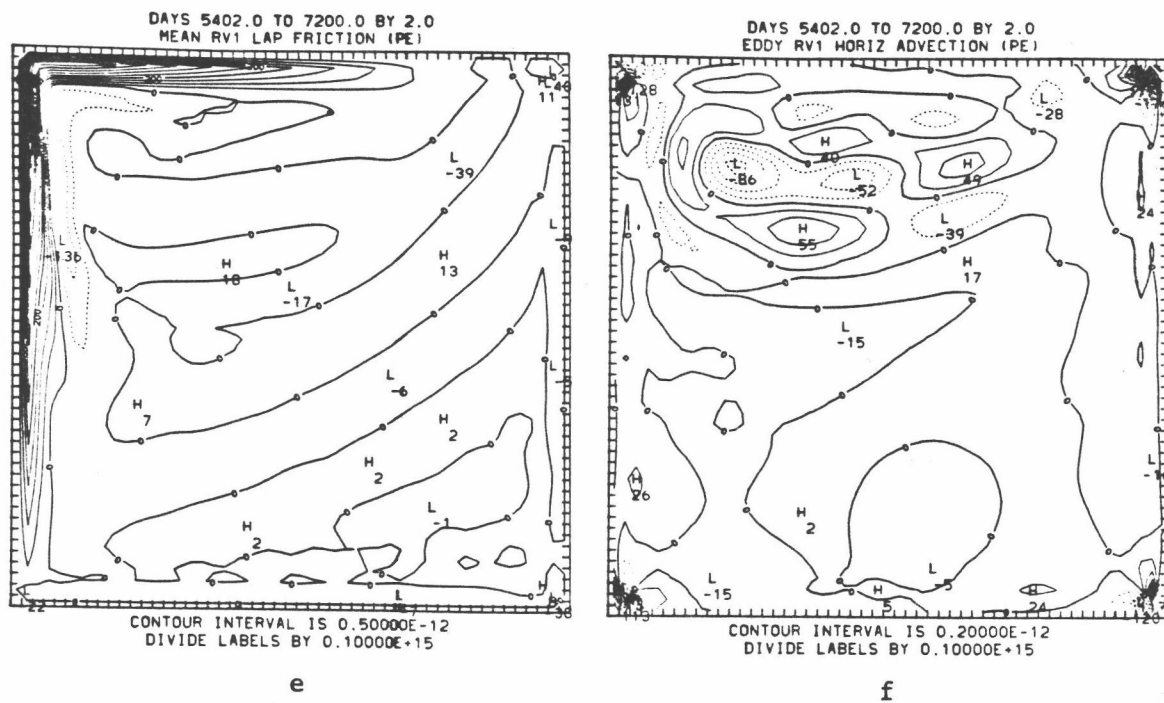 DAYS 5402.0 TO 7200.0 BY 2.0
MEAN RV1 LAP FRICTION (PE)
L
-39
L
-136
H
18
H
13
L
-17
200
H
7
L
-6
H
2
H
2
L
-1
H
2
22
CONTOUR INTERVAL IS 0.50000E-12
DIVIDE LABELS BY 0.10000E+15
e
DAYS 5402.0 TO 7200.0 BY 2.0
EDDY RV1 HORIZ ADVECTION (PE)
L
-28
H
40
L
-86
L
-52
H
49
H
24
H
55
L
-39
H
17
L
-15
H
26
H
2
L
-15
L
-5
H
5
H
24
CONTOUR INTERVAL IS 0.20000E-12
DIVIDE LABELS BY 0.10000E+15
f